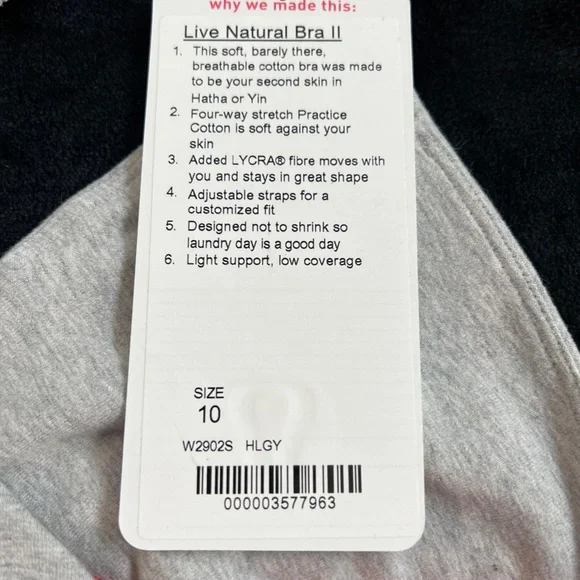 why we made this:
Live Natural Bra II
1. This soft, barely there,
breathable cotton bra was made
to be your second skin in
Hatha or Yin
2. Four-way stretch Practice
Cotton is soft against your
skin
3. Added LYCRA® fibre moves with
you and stays in great shape
4. Adjustable straps for a
customized fit
5. Designed not to shrink so
laundry day is a good day
6. Light support, low coverage
SIZE
10
W2902S HLGY
000003577963